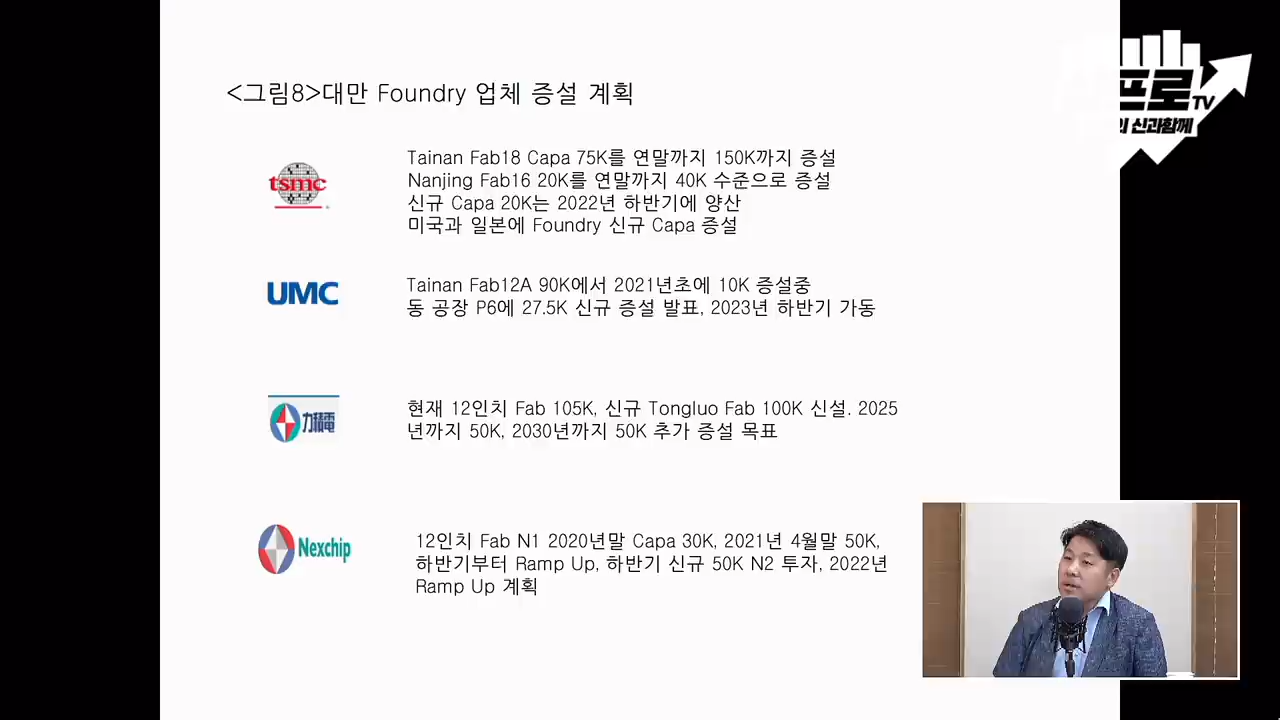 <그림8>대만 Foundry 업체 증설 계획
프로TV
의 신과함께
tsmc
Tainan Fab18 Capa 75K를 연말까지 150K까지 증설
Nanjing Fab16 20K를 연말까지 40K 수준으로 증설
신규 Capa 20K는 2022년 하반기에 양산
미국과 일본에 Foundry 신규 Capa 증설
UMC
Tainan Fab12A 90K에서 2021년초에 10K 증설중
동 공장 P6에 27.5K 신규 증설 발표, 2023년 하반기 가동
力積電
현재 12인치 Fab 105K, 신규 Tongluo Fab 100K 신설. 2025
년까지 50K, 2030년까지 50K 추가 증설 목표
Nexchip
12인치 Fab N1 2020년말 Capa 30K, 2021년 4월말 50K,
하반기부터 Ramp Up, 하반기 신규 50K N2 투자, 2022년
Ramp Up 계획